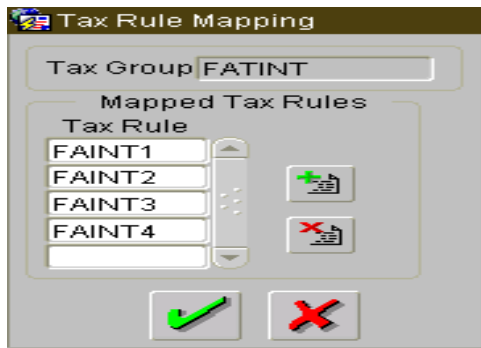 Tax Rule Mapping
Tax Group FATINT
Mapped Tax Rules
Tax Rule
FAINT1
FAINT2
FAINT3
FAINT4